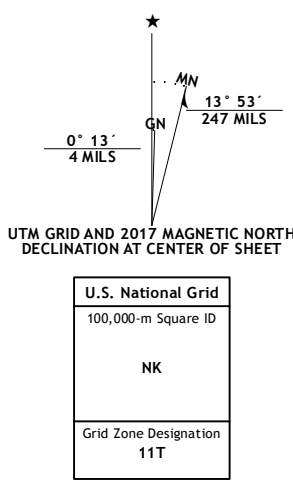 MN
GN
13° 53´
247 MILS
0° 13´
4 MILS
UTM GRID AND 2017 MAGNETIC NORTH
DECLINATION AT CENTER OF SHEET
U.S. National Grid
100,000-m Square ID
NK
Grid Zone Designation
11T